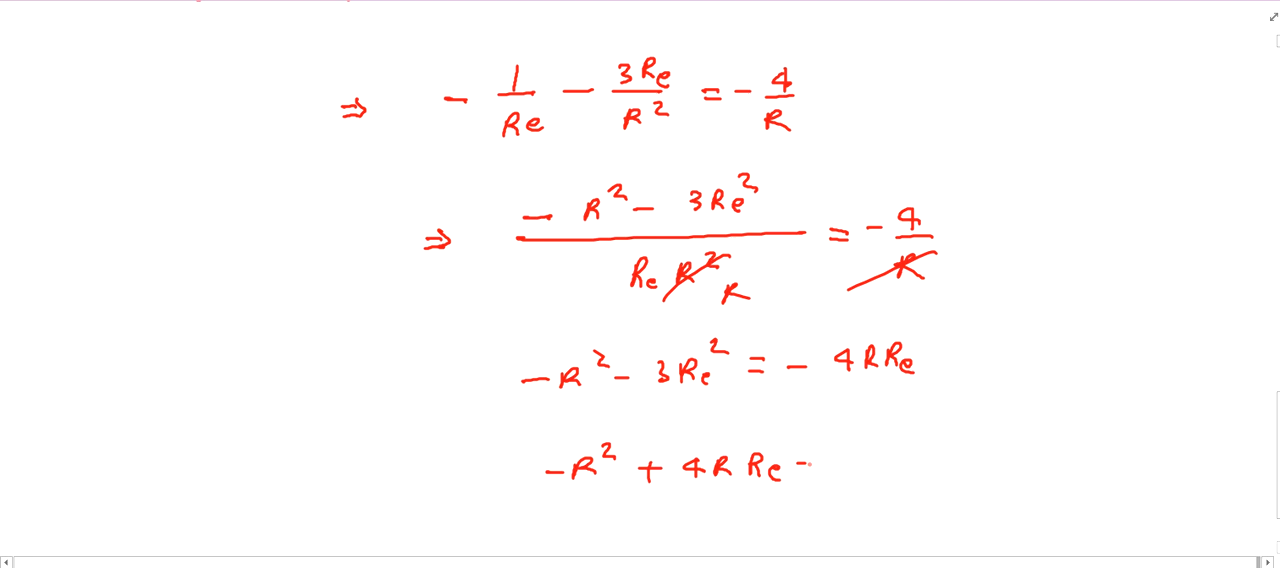 ⇒ - 1/Re - 3Re/R² = - 4/R
⇒ (- R² - 3Re²)/(Re R² R) = - 4/R
-R² - 3Re² = - 4RRe
-R² + 4R Re -